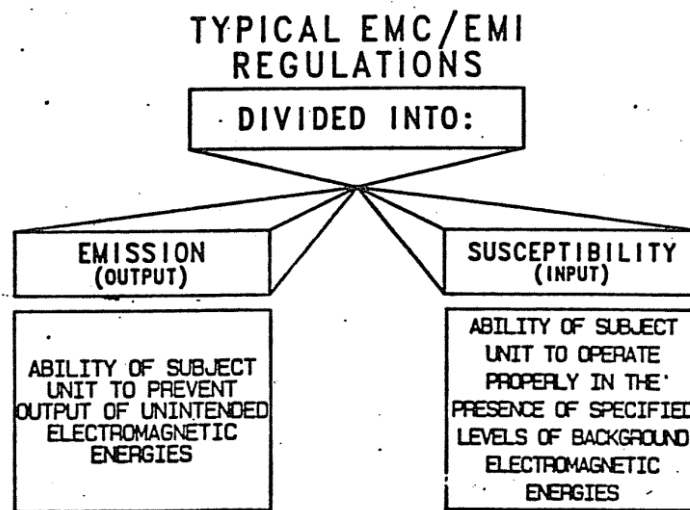 TYPICAL EMC/EMI
REGULATIONS
DIVIDED INTO:
EMISSION
(OUTPUT)
ABILITY OF SUBJECT
UNIT TO PREVENT
OUTPUT OF UNINTENDED
ELECTROMAGNETIC
ENERGIES
SUSCEPTIBILITY
(INPUT)
ABILITY OF SUBJECT
UNIT TO OPERATE
PROPERLY IN THE
PRESENCE OF SPECIFIED
LEVELS OF BACKGROUND
ELECTROMAGNETIC
ENERGIES